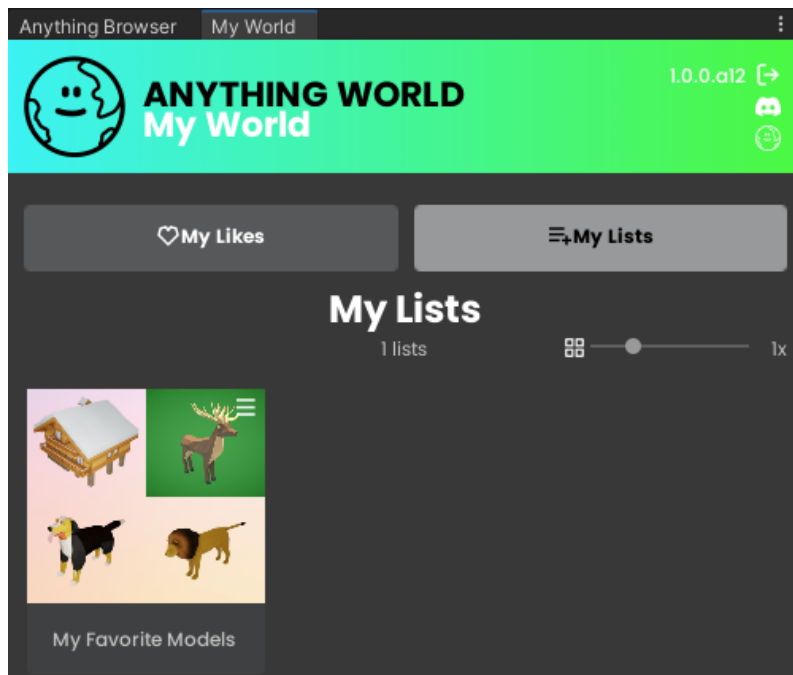 Anything Browser My World
ANYTHING WORLD
My World
1.0.0.a12
My Likes
My Lists
My Lists
1 lists
1x
My Favorite Models